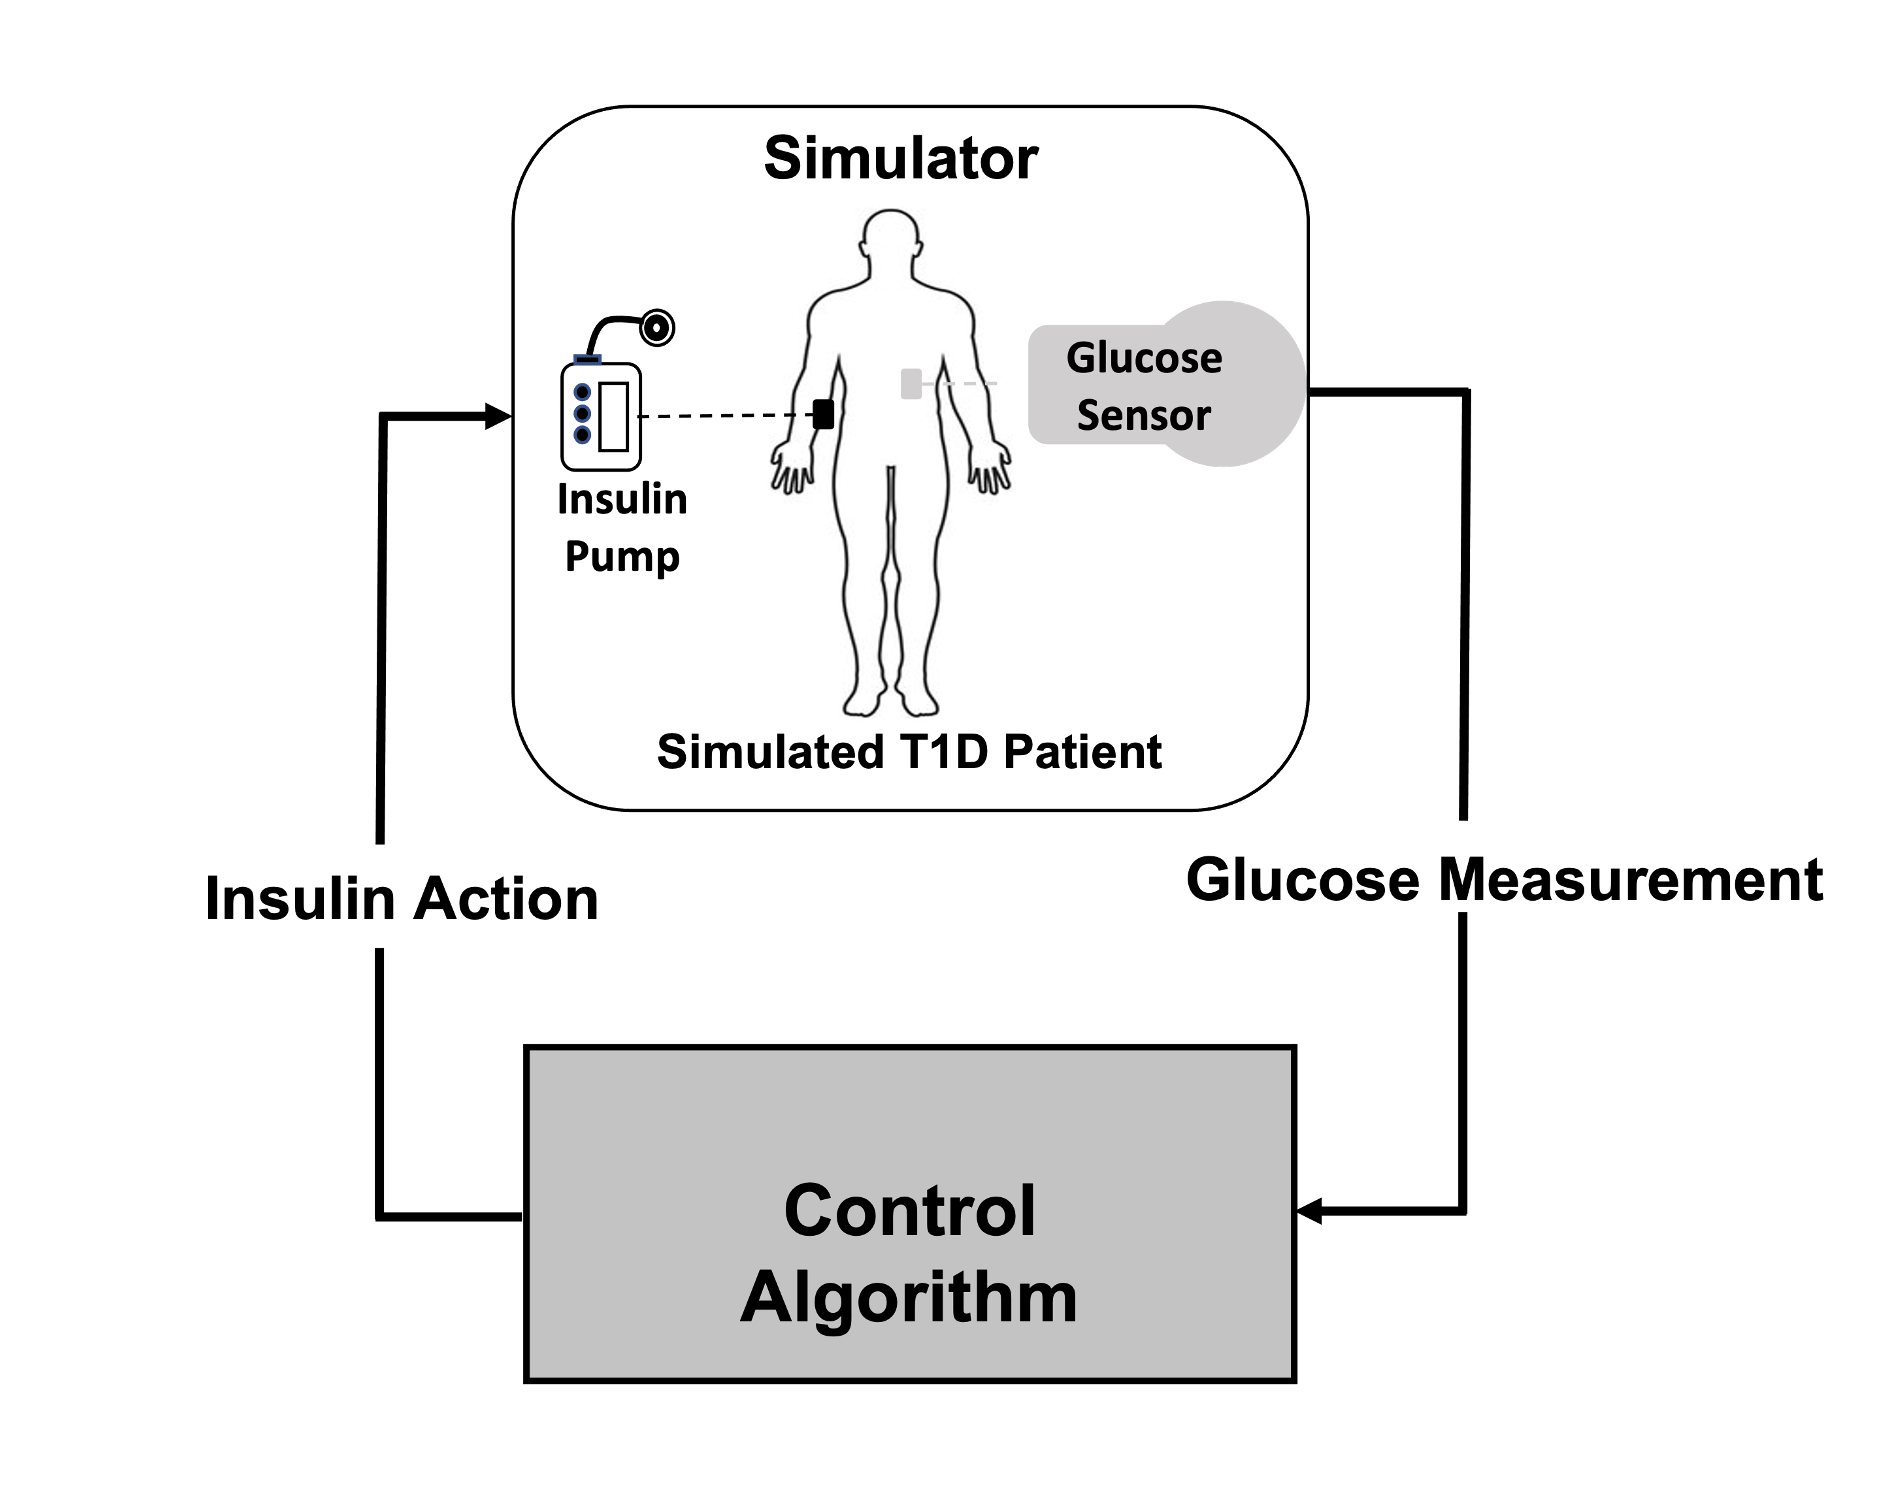 Simulator
Glucose
Sensor
Insulin
Pump
Simulated T1D Patient
Insulin Action
Glucose Measurement
Control
Algorithm